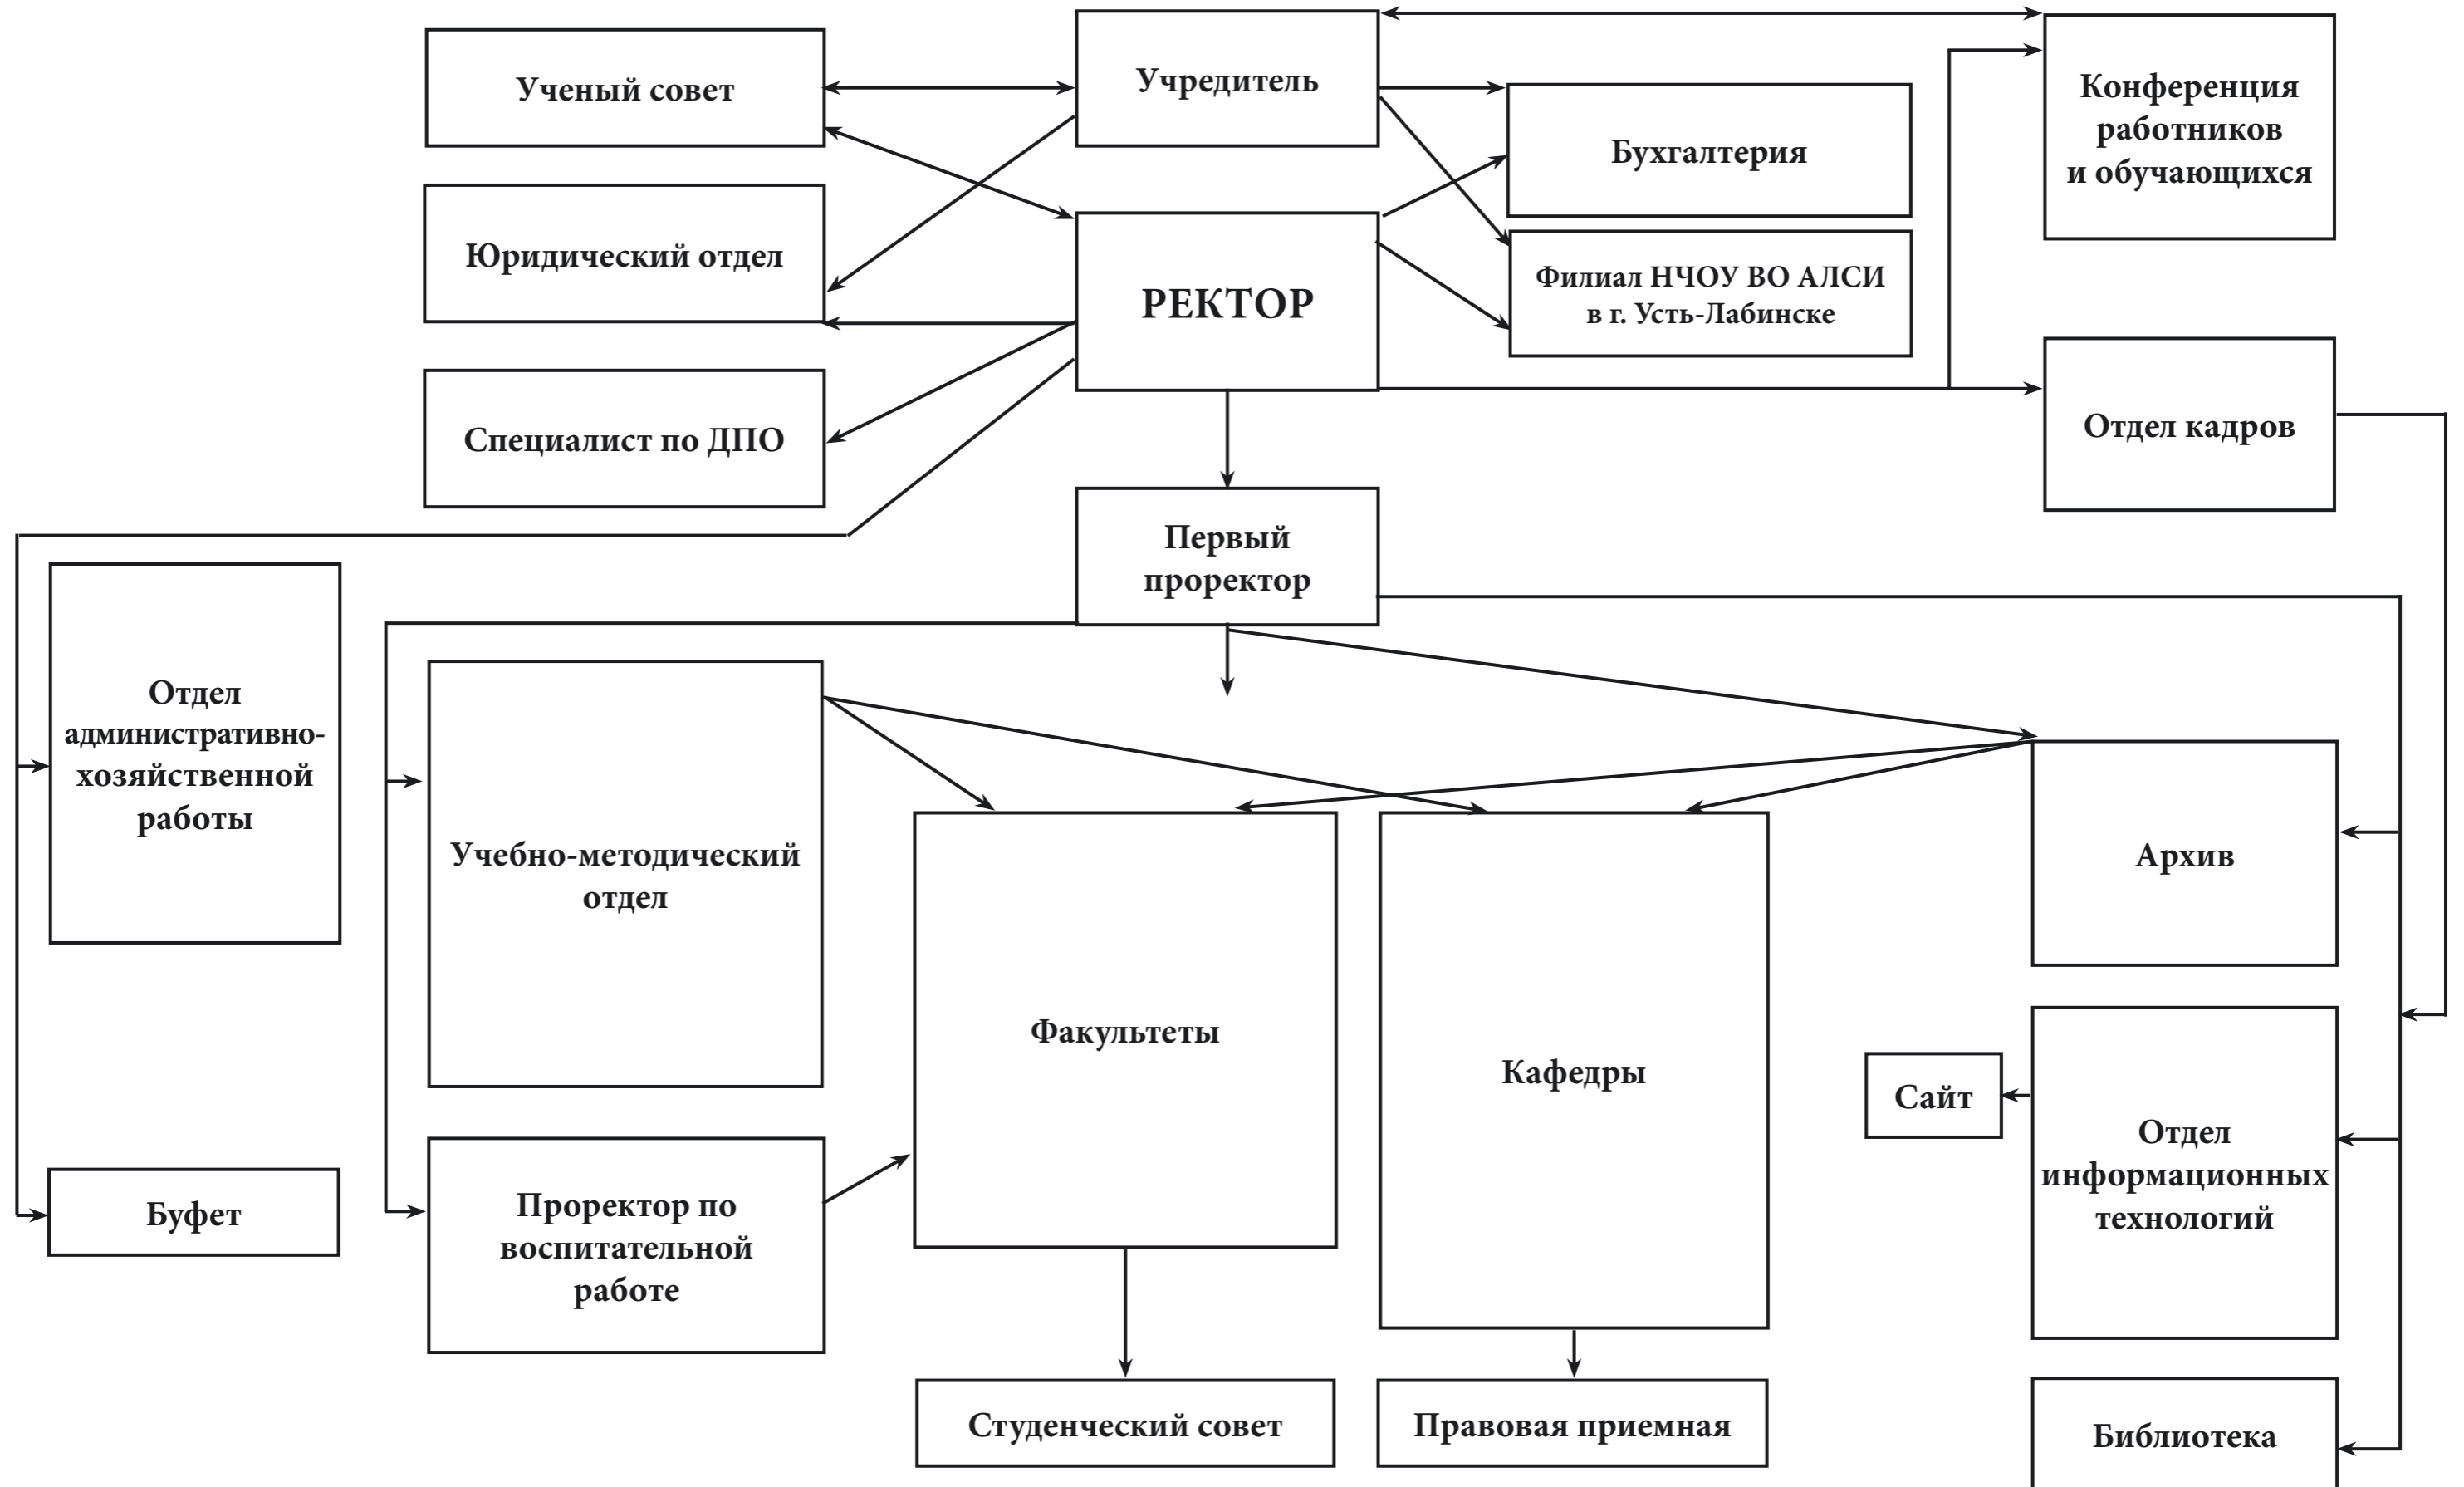 Ученый совет
Учредитель
Конференция
работников
и обучающихся
Бухгалтерия
Юридический отдел
РЕКТОР
Филиал НЧОУ ВО АЛСИ
в г. Усть-Лабинске
Специалист по ДПО
Отдел кадров
Первый
проректор
Отдел
административно-
хозяйственной
работы
Учебно-методический
отдел
Факультеты
Кафедры
Архив
Сайт
Отдел
информационных
технологий
Буфет
Проректор по
воспитательной
работе
Студенческий совет
Правовая приемная
Библиотека